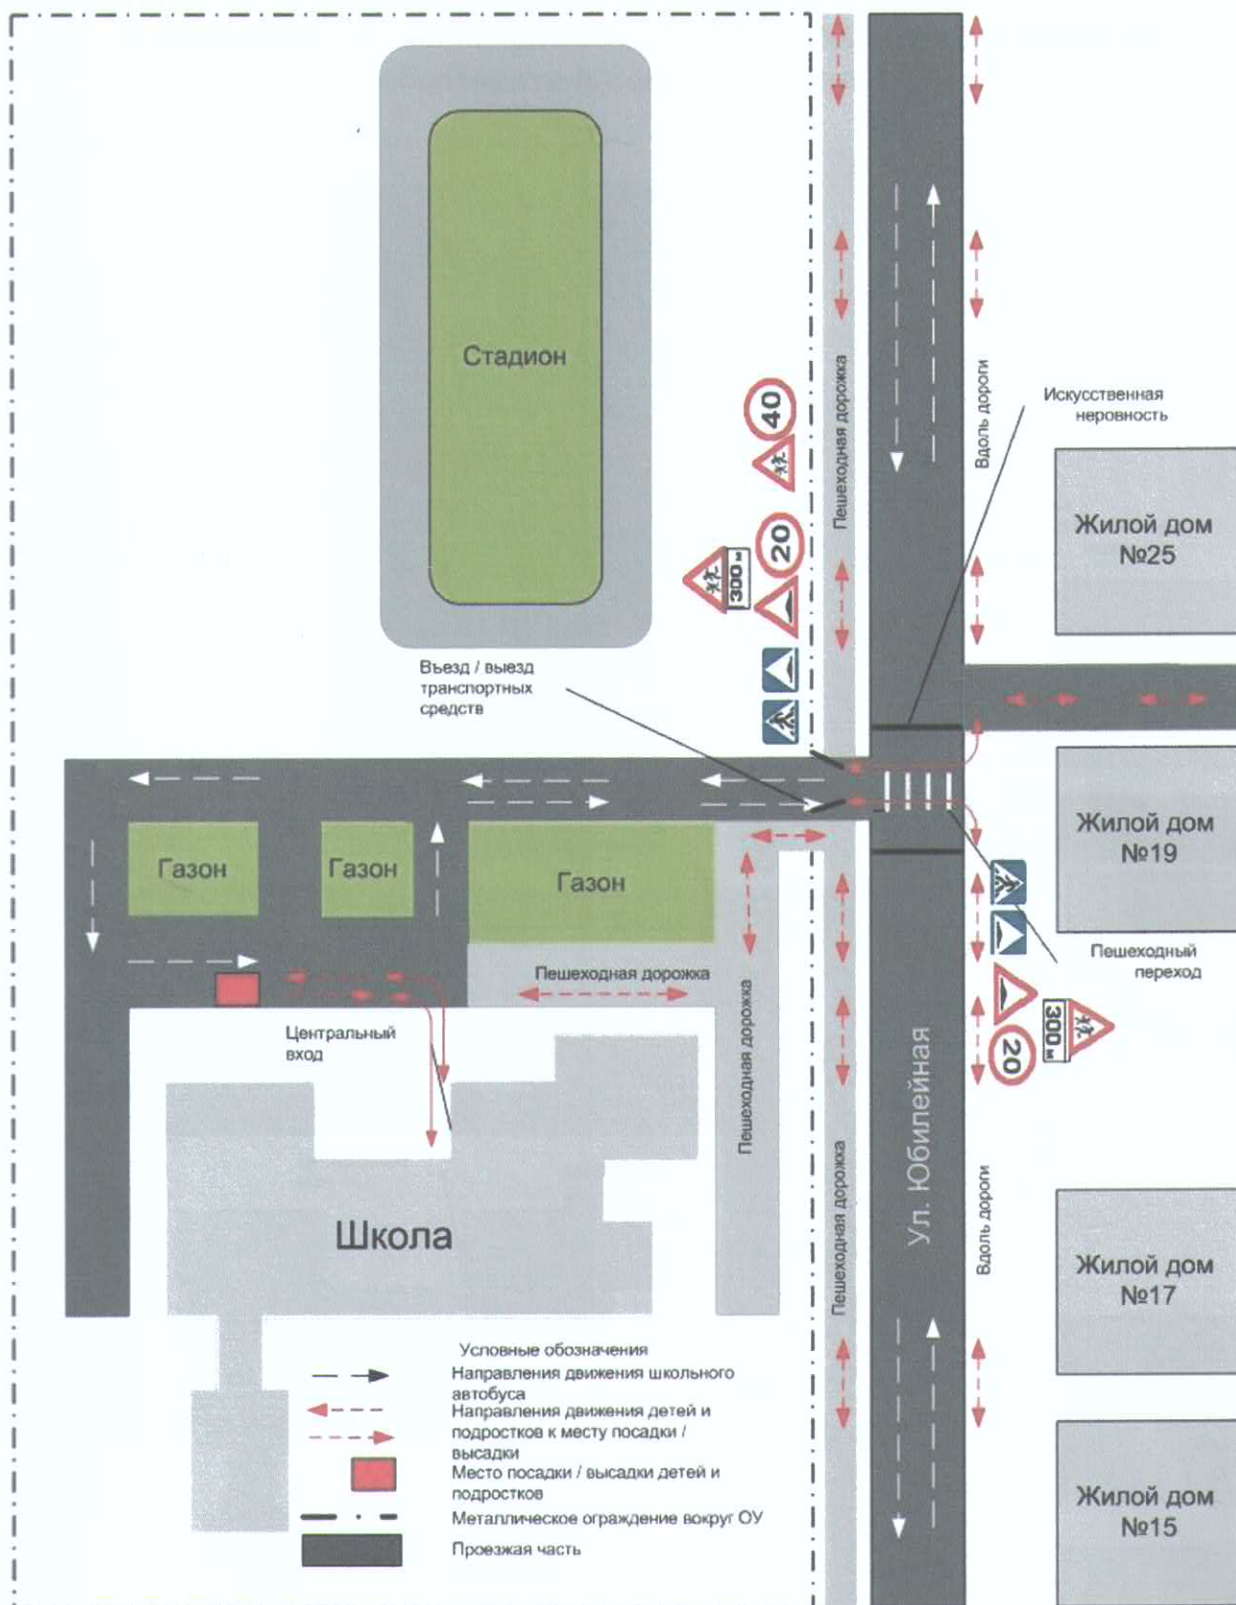 Стадион
40
20
300 м
Пешеходная дорожка
Вдоль дороги
Искусственная
неровность
Жилой дом
№25
Въезд / выезд
транспортных
средств
Газон
Газон
Газон
Жилой дом
№19
Пешеходный
переход
Пешеходная дорожка
Центральный
вход
Пешеходная дорожка
300 м
20
Ул. Юбилейная
Пешеходная дорожка
Вдоль дороги
Школа
Жилой дом
№17
Условные обозначения
Направления движения школьного
автобуса
Направления движения детей и
подростков к месту посадки /
высадки
Место посадки / высадки детей и
подростков
Металлическое ограждение вокруг ОУ
Проезжая часть
Жилой дом
№15